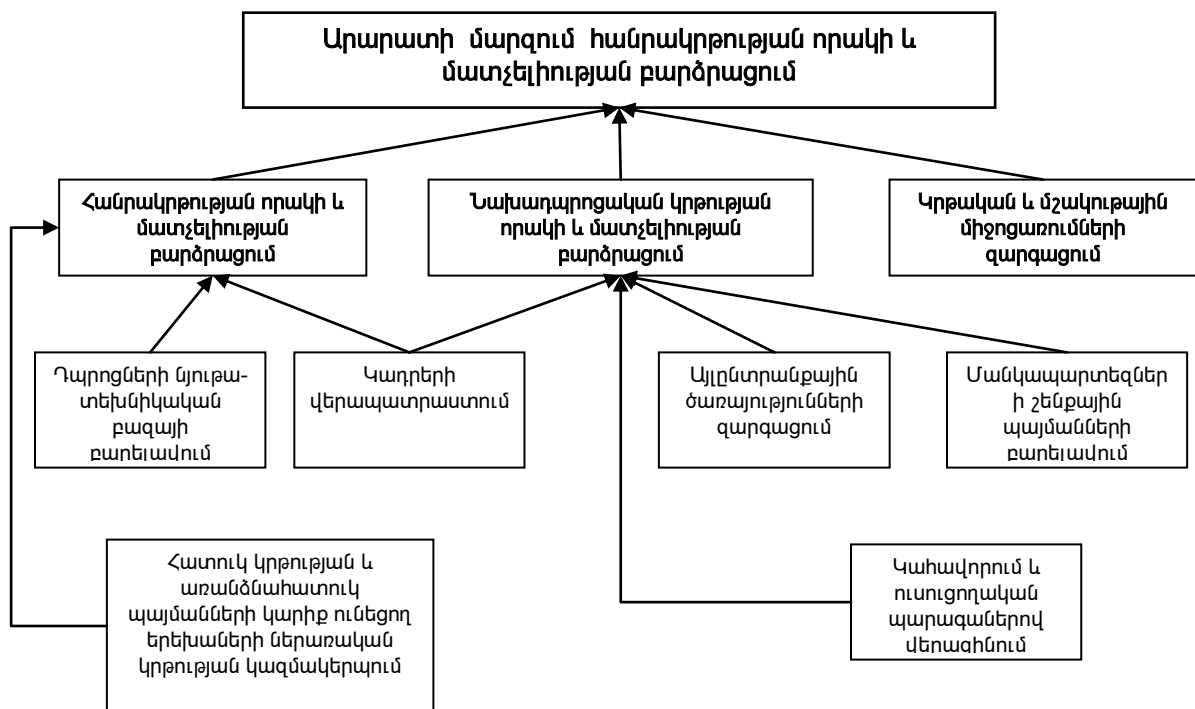 Արարատի մարզում հանրակրթության որակի և
մատչելիության բարձրացում
Հանրակրթության որակի և
մատչելիության
բարձրացում
Նախադպրոցական կրթության
որակի և մատչելիության
բարձրացում
Կրթական և մշակութային
միջոցառումների
զարգացում
Դպրոցների նյութա-
տեխնիկական
բազայի
բարելավում
Կադրերի
վերապատրաստում
Այլընտրանքային
ծառայությունների
զարգացում
Մանկապարտեզներ
ի շենքային
պայմանների
բարելավում
Հատուկ կրթության և
առանձնահատուկ
պայմանների կարիք ունեցող
երեխաների ներառական
կրթության կազմակերպում
Կահավորում և
ուսուցողական
պարագաներով
վերազինում